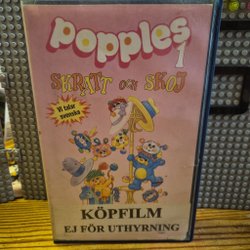 popples
1
SKRATT och SKOJ
Vi talar
svenska
KÖPFILM
EJ FÖR UTHYRNING